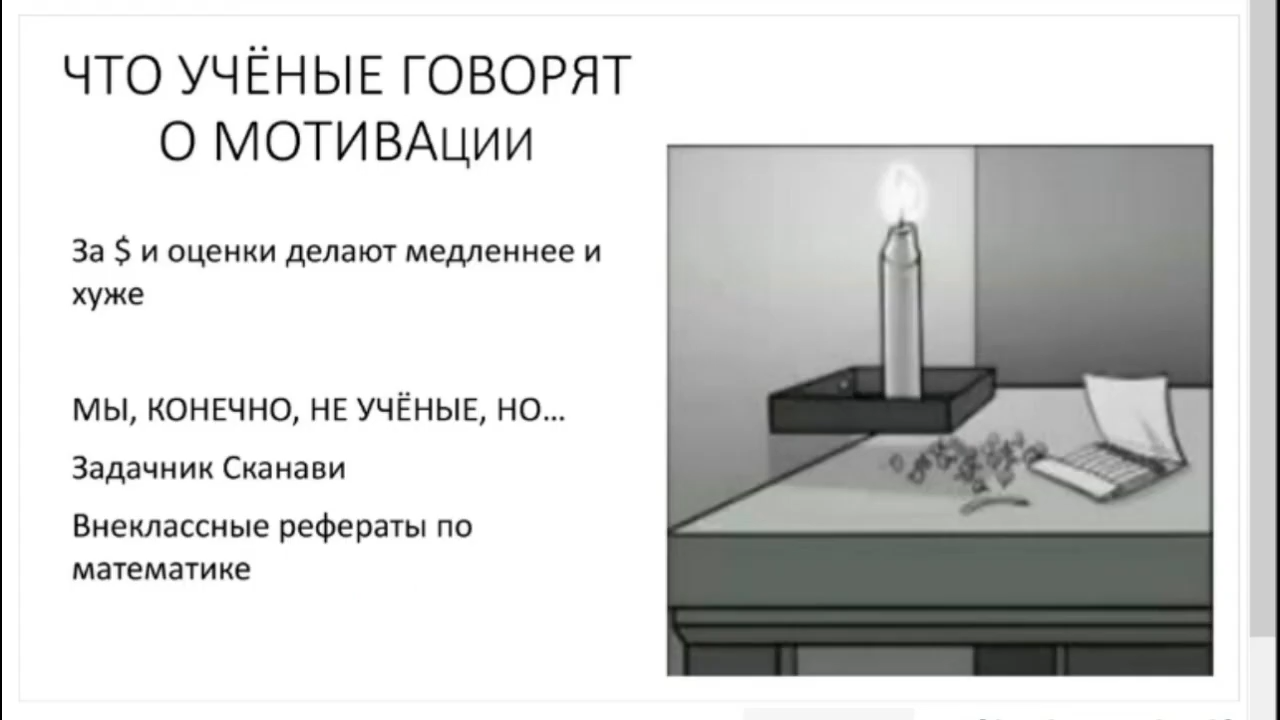 ЧТО УЧЁНЫЕ ГОВОРЯТ
О МОТИВАЦИИ
За $ и оценки делают медленнее и
хуже
МЫ, КОНЕЧНО, НЕ УЧЁНЫЕ, НО...
Задачник Сканави
Внеклассные рефераты по
математике